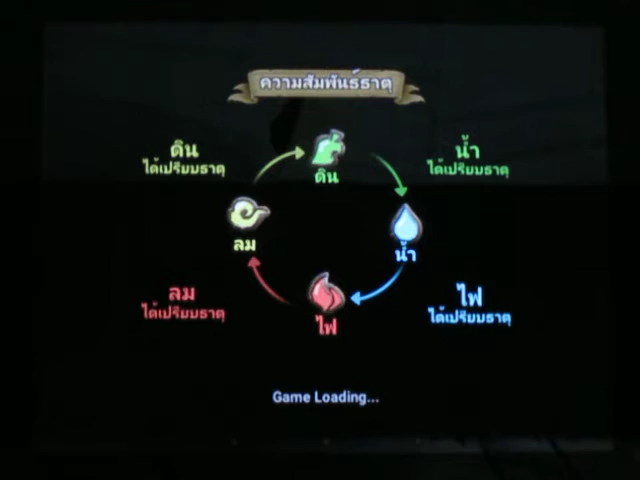 ความสัมพันธ์ธาตุ
ดิน
ได้เปรียบธาตุ
น้ำ
ได้เปรียบธาตุ
ดิน
ลม
น้ำ
ลม
ได้เปรียบธาตุ
ไฟ
ไฟ
ได้เปรียบธาตุ
Game Loading...